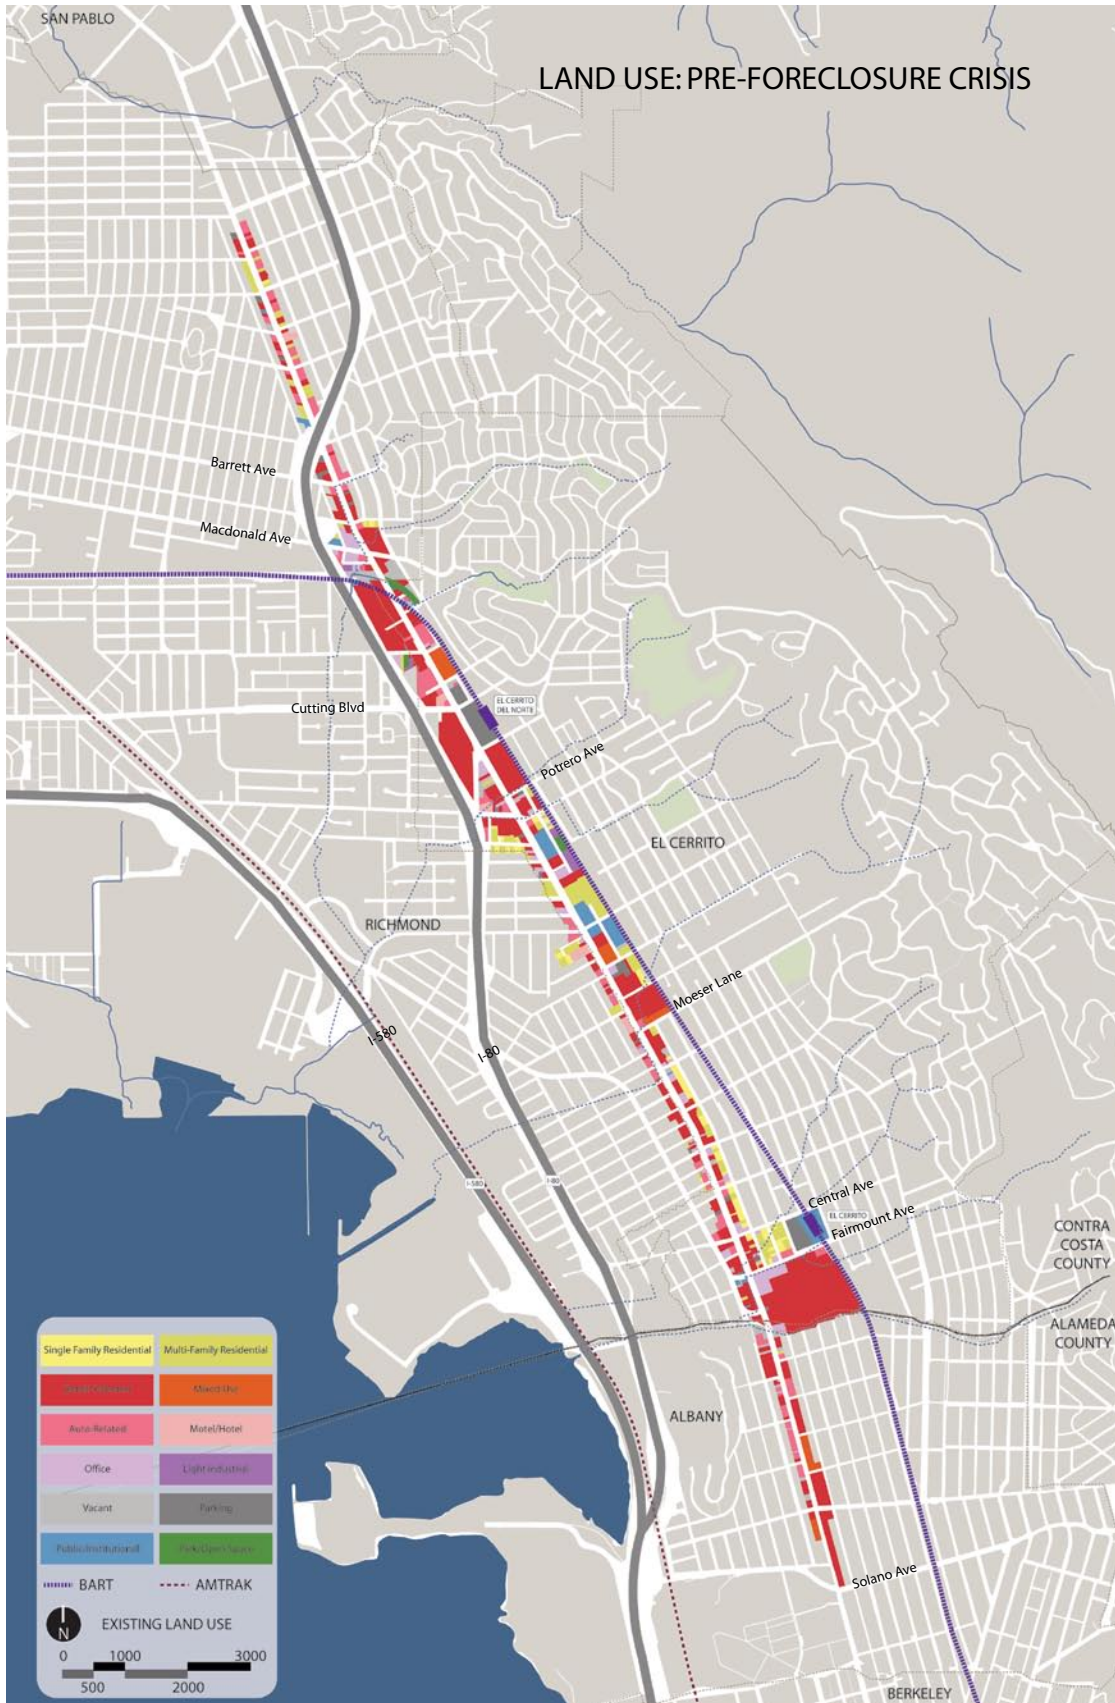 SAN PABLO
LAND USE: PRE-FORECLOSURE CRISIS
Barrett Ave
Macdonald Ave
Cutting Blvd
EL CERRITO
DEL NORTE
Potrero Ave
EL CERRITO
RICHMOND
Moeser Lane
I-580
I-80
I-580
I-80
Central Ave
EL CERRITO
Fairmount Ave
CONTRA
COSTA
COUNTY
ALAMEDA
COUNTY
ALBANY
Solano Ave
BERKELEY
Single Family Residential
Multi-Family Residential
Mixed Use
Auto-Related
Motel/Hotel
Office
Light Industrial
Vacant
Parking
Public/Institutional
Park/Open Space
BART
AMTRAK
N
EXISTING LAND USE
0 1000 3000
500 2000